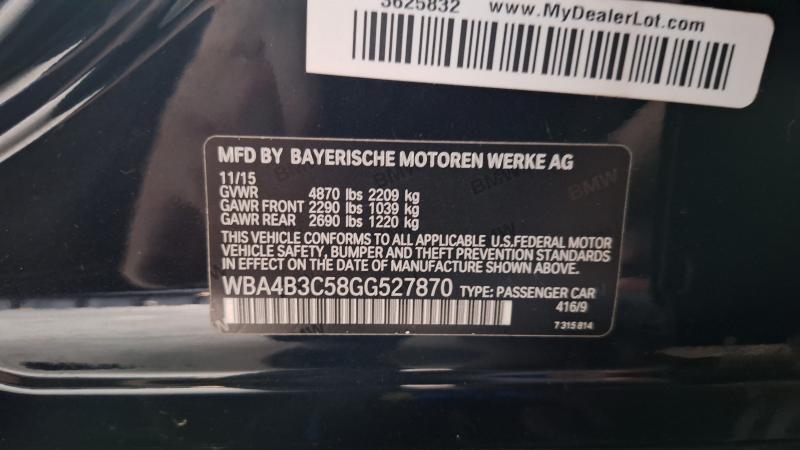 3625832 www.MyDealerLot.com
MFD BY BAYERISCHE MOTOREN WERKE AG
11/15
GVWR 4870 lbs 2209 kg
GAWR FRONT 2290 lbs 1039 kg
GAWR REAR 2690 lbs 1220 kg
THIS VEHICLE CONFORMS TO ALL APPLICABLE U.S.FEDERAL MOTOR
VEHICLE SAFETY, BUMPER AND THEFT PREVENTION STANDARDS
IN EFFECT ON THE DATE OF MANUFACTURE SHOWN ABOVE.
WBA4B3C58GG527870 TYPE: PASSENGER CAR
416/9
7 315 814